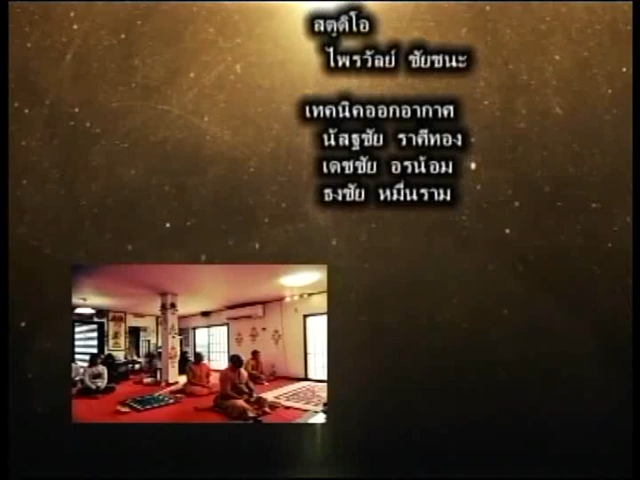 สตูดิโอ
ไพรวัลย์ ชัยชนะ
เทคนิคออกอากาศ
นัสฐชัย ราศีทอง
เดชชัย อรน้อม
ธงชัย หมื่นราม